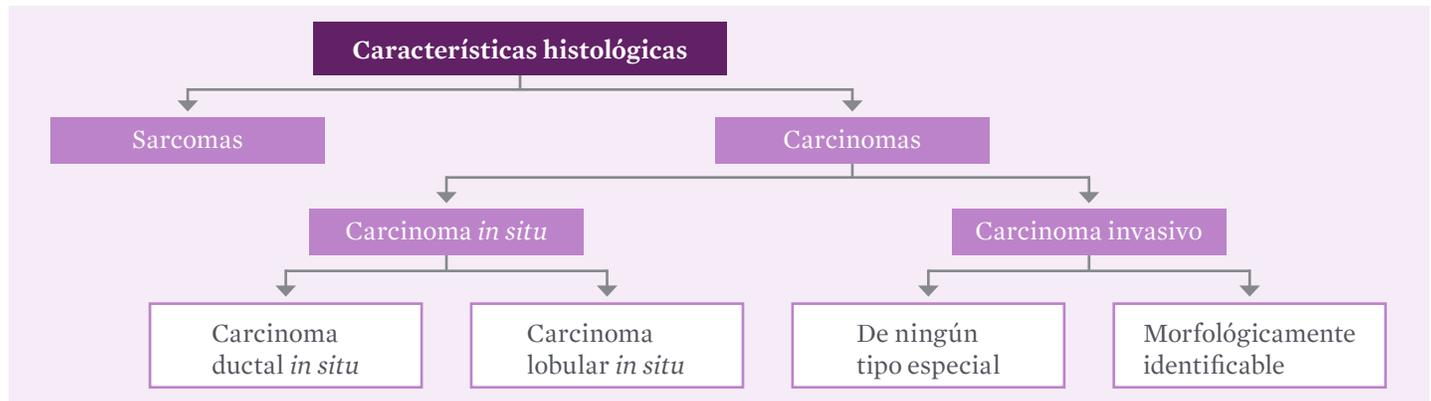 Características histológicas
Sarcomas
Carcinomas
Carcinoma in situ
Carcinoma invasivo
Carcinoma
ductal in situ
Carcinoma
lobular in situ
De ningún
tipo especial
Morfológicamente
identificable